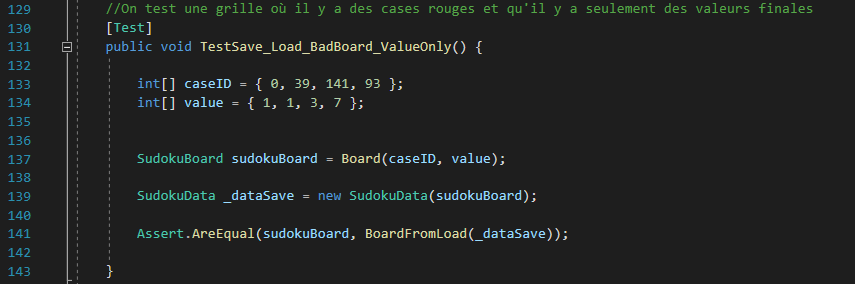 129 //On test une grille où il y a des cases rouges et qu'il y a seulement des valeurs finales
130 [Test]
131 public void TestSave_Load_BadBoard_ValueOnly() {
132
133 int[] caseID = { 0, 39, 141, 93 };
134 int[] value = { 1, 1, 3, 7 };
135
136
137 SudokuBoard sudokuBoard = Board(caseID, value);
138
139 SudokuData _dataSave = new SudokuData(sudokuBoard);
140
141 Assert.AreEqual(sudokuBoard, BoardFromLoad(_dataSave));
142
143 }